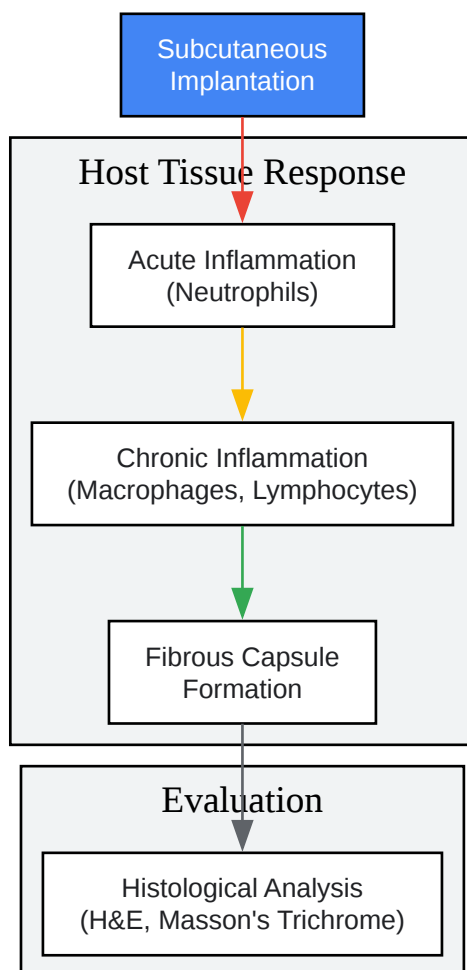 Subcutaneous
Implantation
Host Tissue Response
Acute Inflammation
(Neutrophils)
Chronic Inflammation
(Macrophages, Lymphocytes)
Fibrous Capsule
Formation
Evaluation
Histological Analysis
(H&E, Masson's Trichrome)